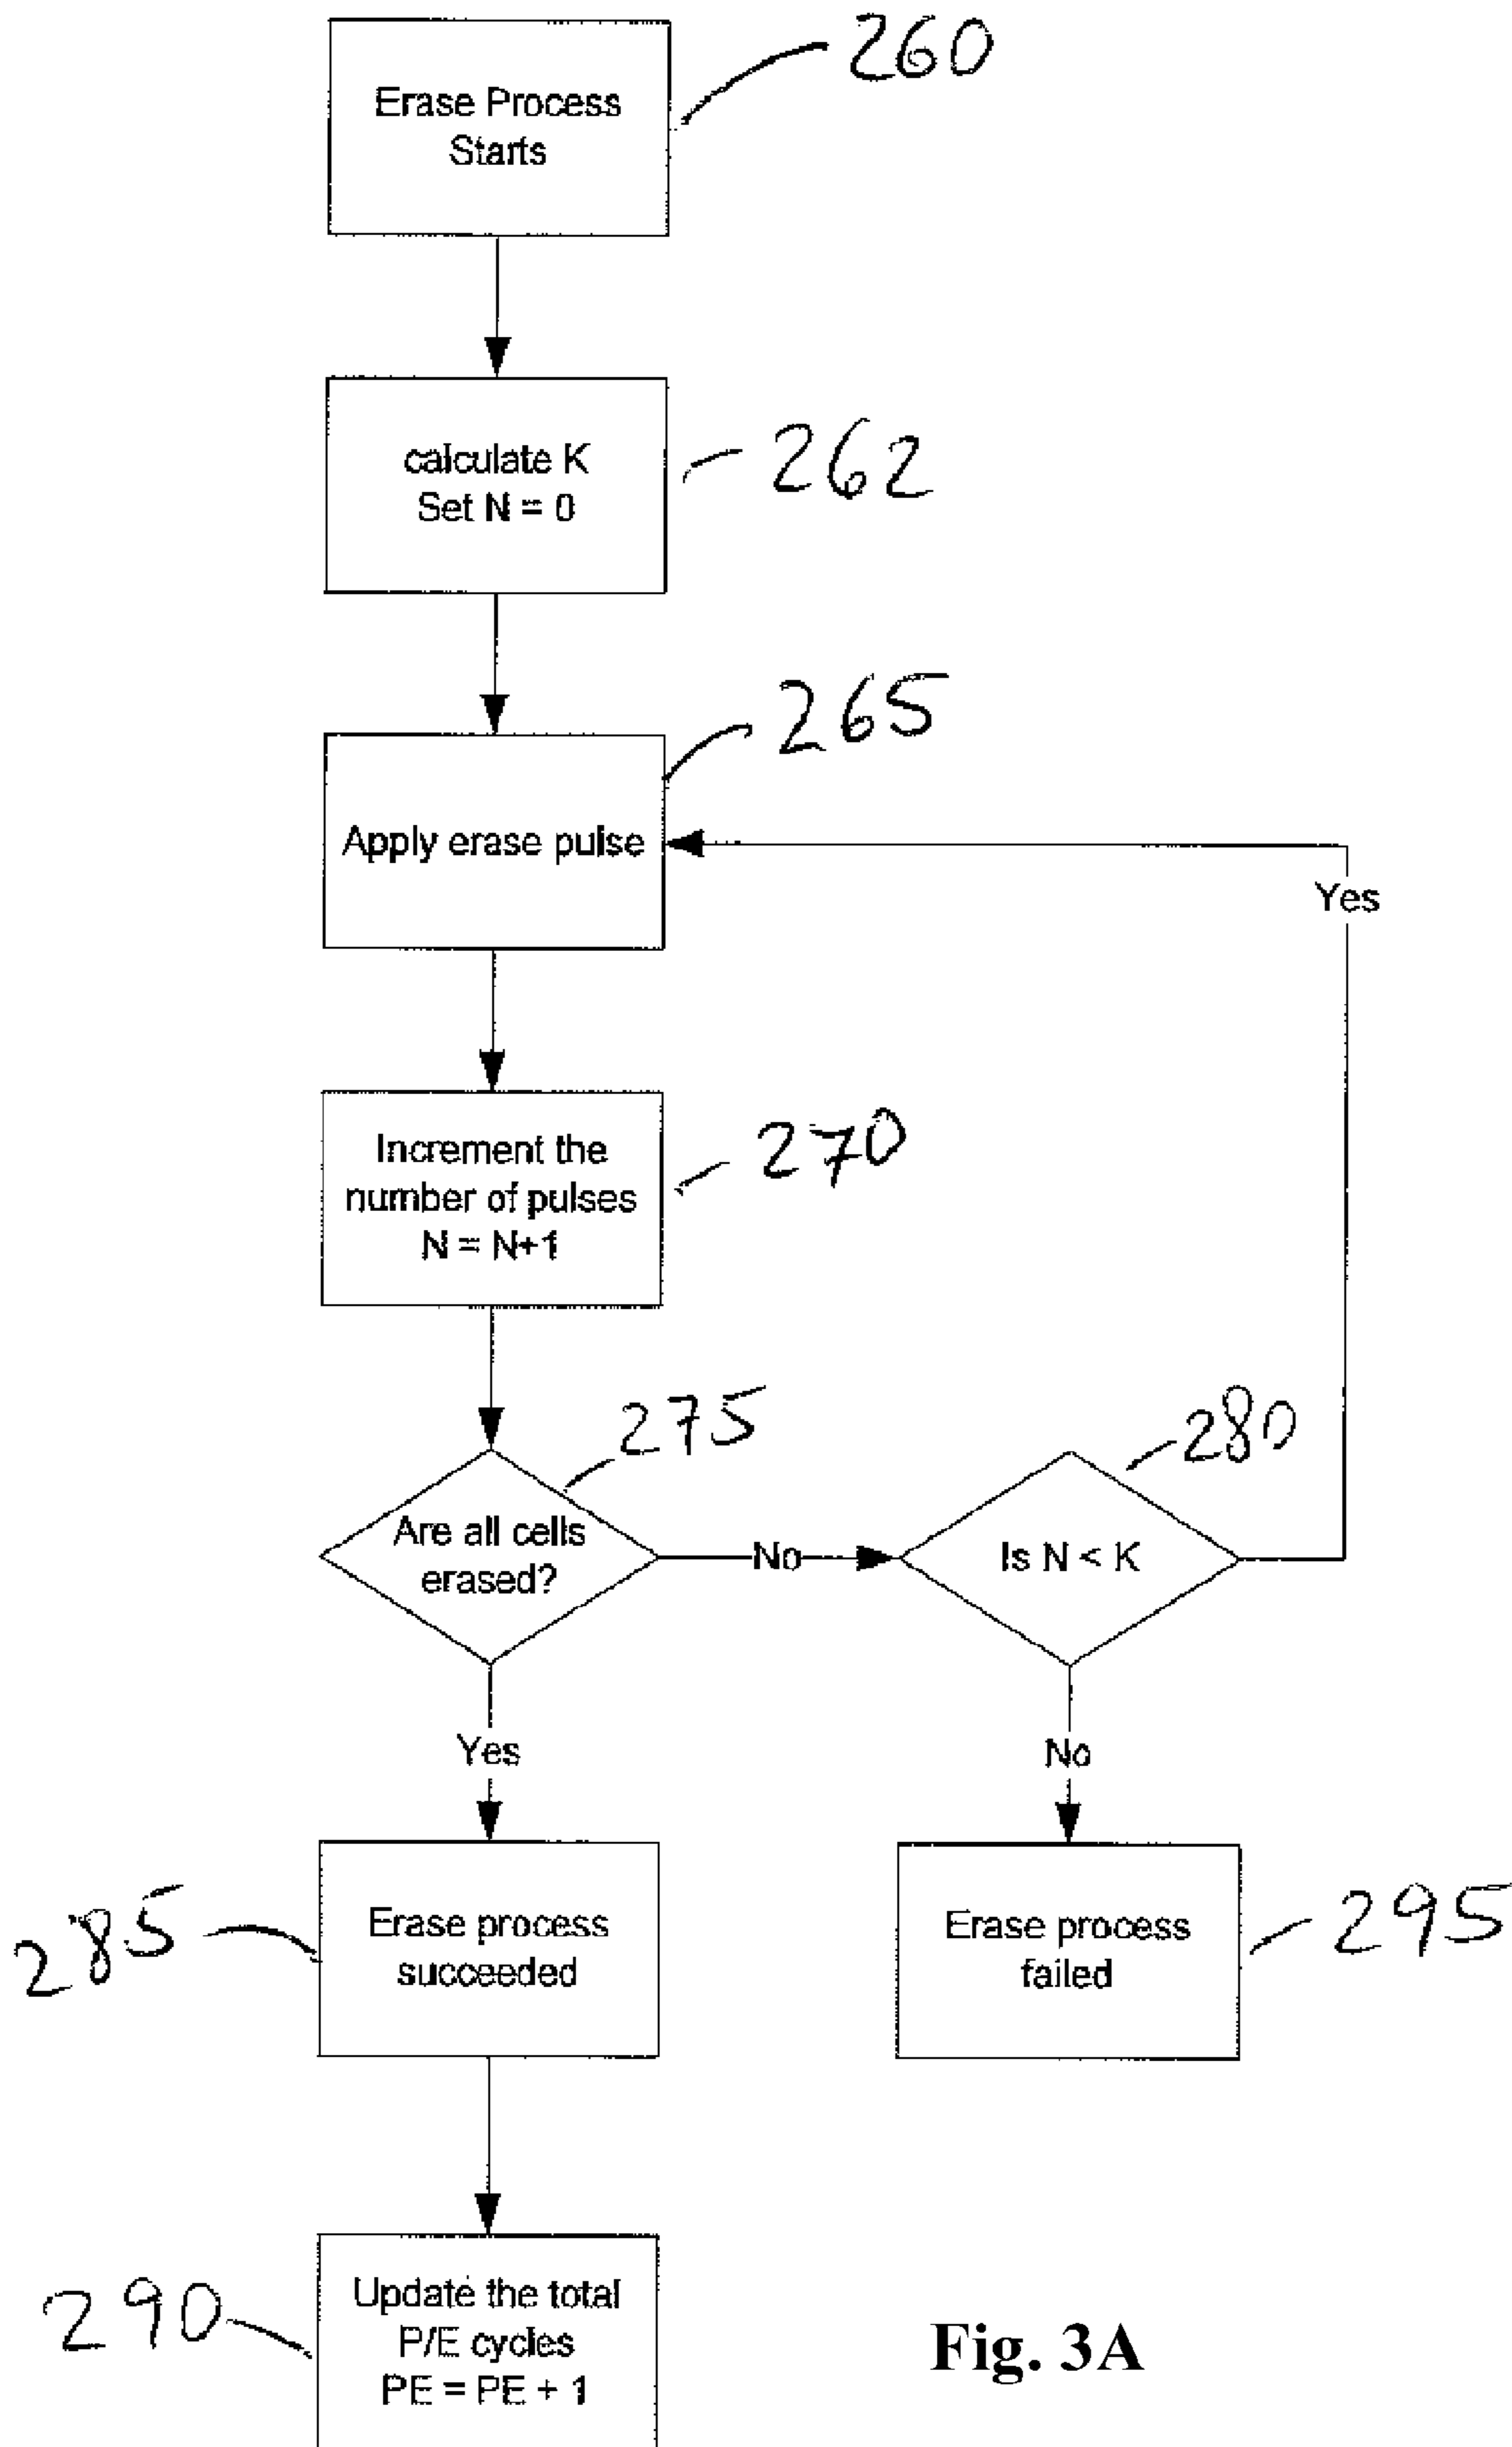 Erase Process
Starts
260
calculate K
Set N = 0
262
265
Apply erase pulse
Yes
Increment the
number of pulses
N = N+1
270
275
280
Are all cells
erased?
No
Is N < K
Yes
No
285
Erase process
succeeded
Erase process
failed
295
290
Update the total
P/E cycles
PE = PE + 1
Fig. 3A